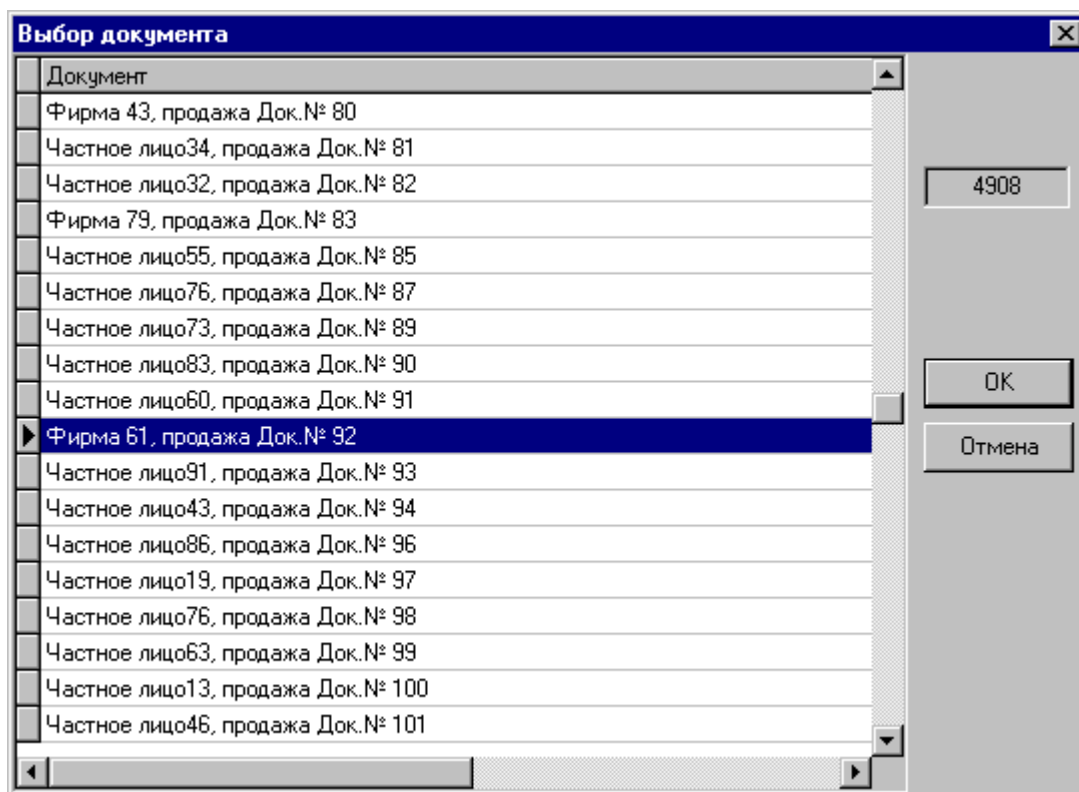 Выбор документа
Документ
Фирма 43, продажа Док.№ 80
Частное лицо34, продажа Док.№ 81
Частное лицо32, продажа Док.№ 82
4908
Фирма 79, продажа Док.№ 83
Частное лицо55, продажа Док.№ 85
Частное лицо76, продажа Док.№ 87
Частное лицо73, продажа Док.№ 89
Частное лицо83, продажа Док.№ 90
OK
Частное лицо60, продажа Док.№ 91
Фирма 61, продажа Док.№ 92
Отмена
Частное лицо91, продажа Док.№ 93
Частное лицо43, продажа Док.№ 94
Частное лицо86, продажа Док.№ 96
Частное лицо19, продажа Док.№ 97
Частное лицо76, продажа Док.№ 98
Частное лицо63, продажа Док.№ 99
Частное лицо13, продажа Док.№ 100
Частное лицо46, продажа Док.№ 101